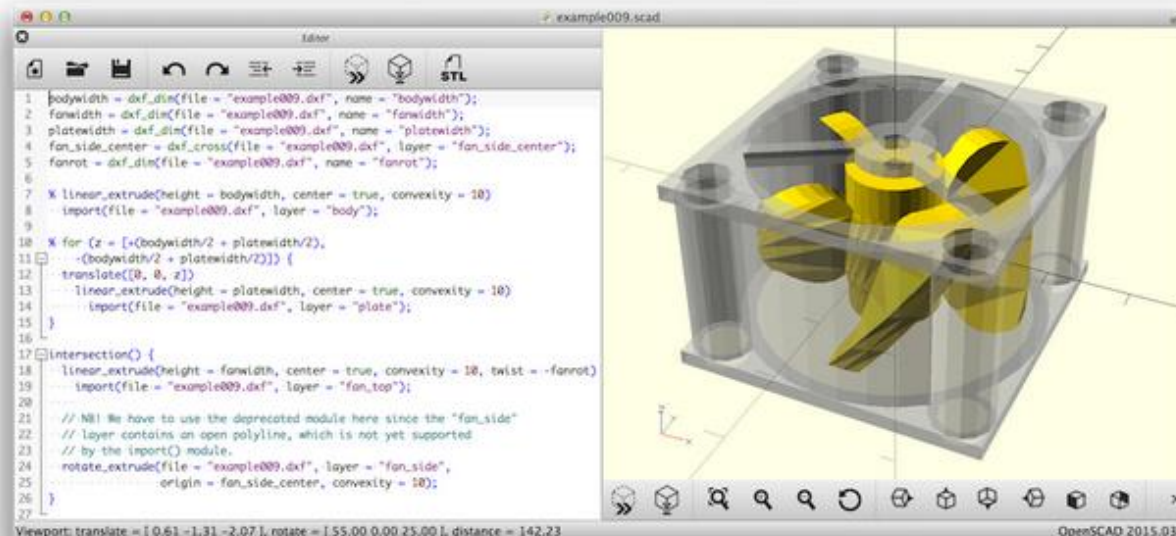 example009.scad
Editor
STL
1 bodywidth = dxf_dim(file = "example009.dxf", name = "bodywidth");
2 fanwidth = dxf_dim(file = "example009.dxf", name = "fanwidth");
3 platewidth = dxf_dim(file = "example009.dxf", name = "platewidth");
4 fan_side_center = dxf_cross(file = "example009.dxf", layer = "fan_side_center");
5 fanrot = dxf_dim(file = "example009.dxf", name = "fanrot");
6
7 % linear_extrude(height = bodywidth, center = true, convexity = 10)
8 import(file = "example009.dxf", layer = "body");
9
10 % for (z = [+(bodywidth/2 + platewidth/2),
11 -(bodywidth/2 + platewidth/2)]) {
12 translate([0, 0, z])
13 linear_extrude(height = platewidth, center = true, convexity = 10)
14 import(file = "example009.dxf", layer = "plate");
15 }
16
17 intersection() {
18 linear_extrude(height = fanwidth, center = true, convexity = 10, twist = -fanrot)
19 import(file = "example009.dxf", layer = "fan_top");
20
21 // NB! We have to use the deprecated module here since the "fan_side"
22 // layer contains an open polyline, which is not yet supported
23 // by the import() module.
24 rotate_extrude(file = "example009.dxf", layer = "fan_side",
25 origin = fan_side_center, convexity = 10);
26 }
27
z
y
x
Viewport: translate = [ 0.61 -1.31 -2.07 ], rotate = [ 55.00 0.00 25.00 ], distance = 142.23
OpenSCAD 2015.03